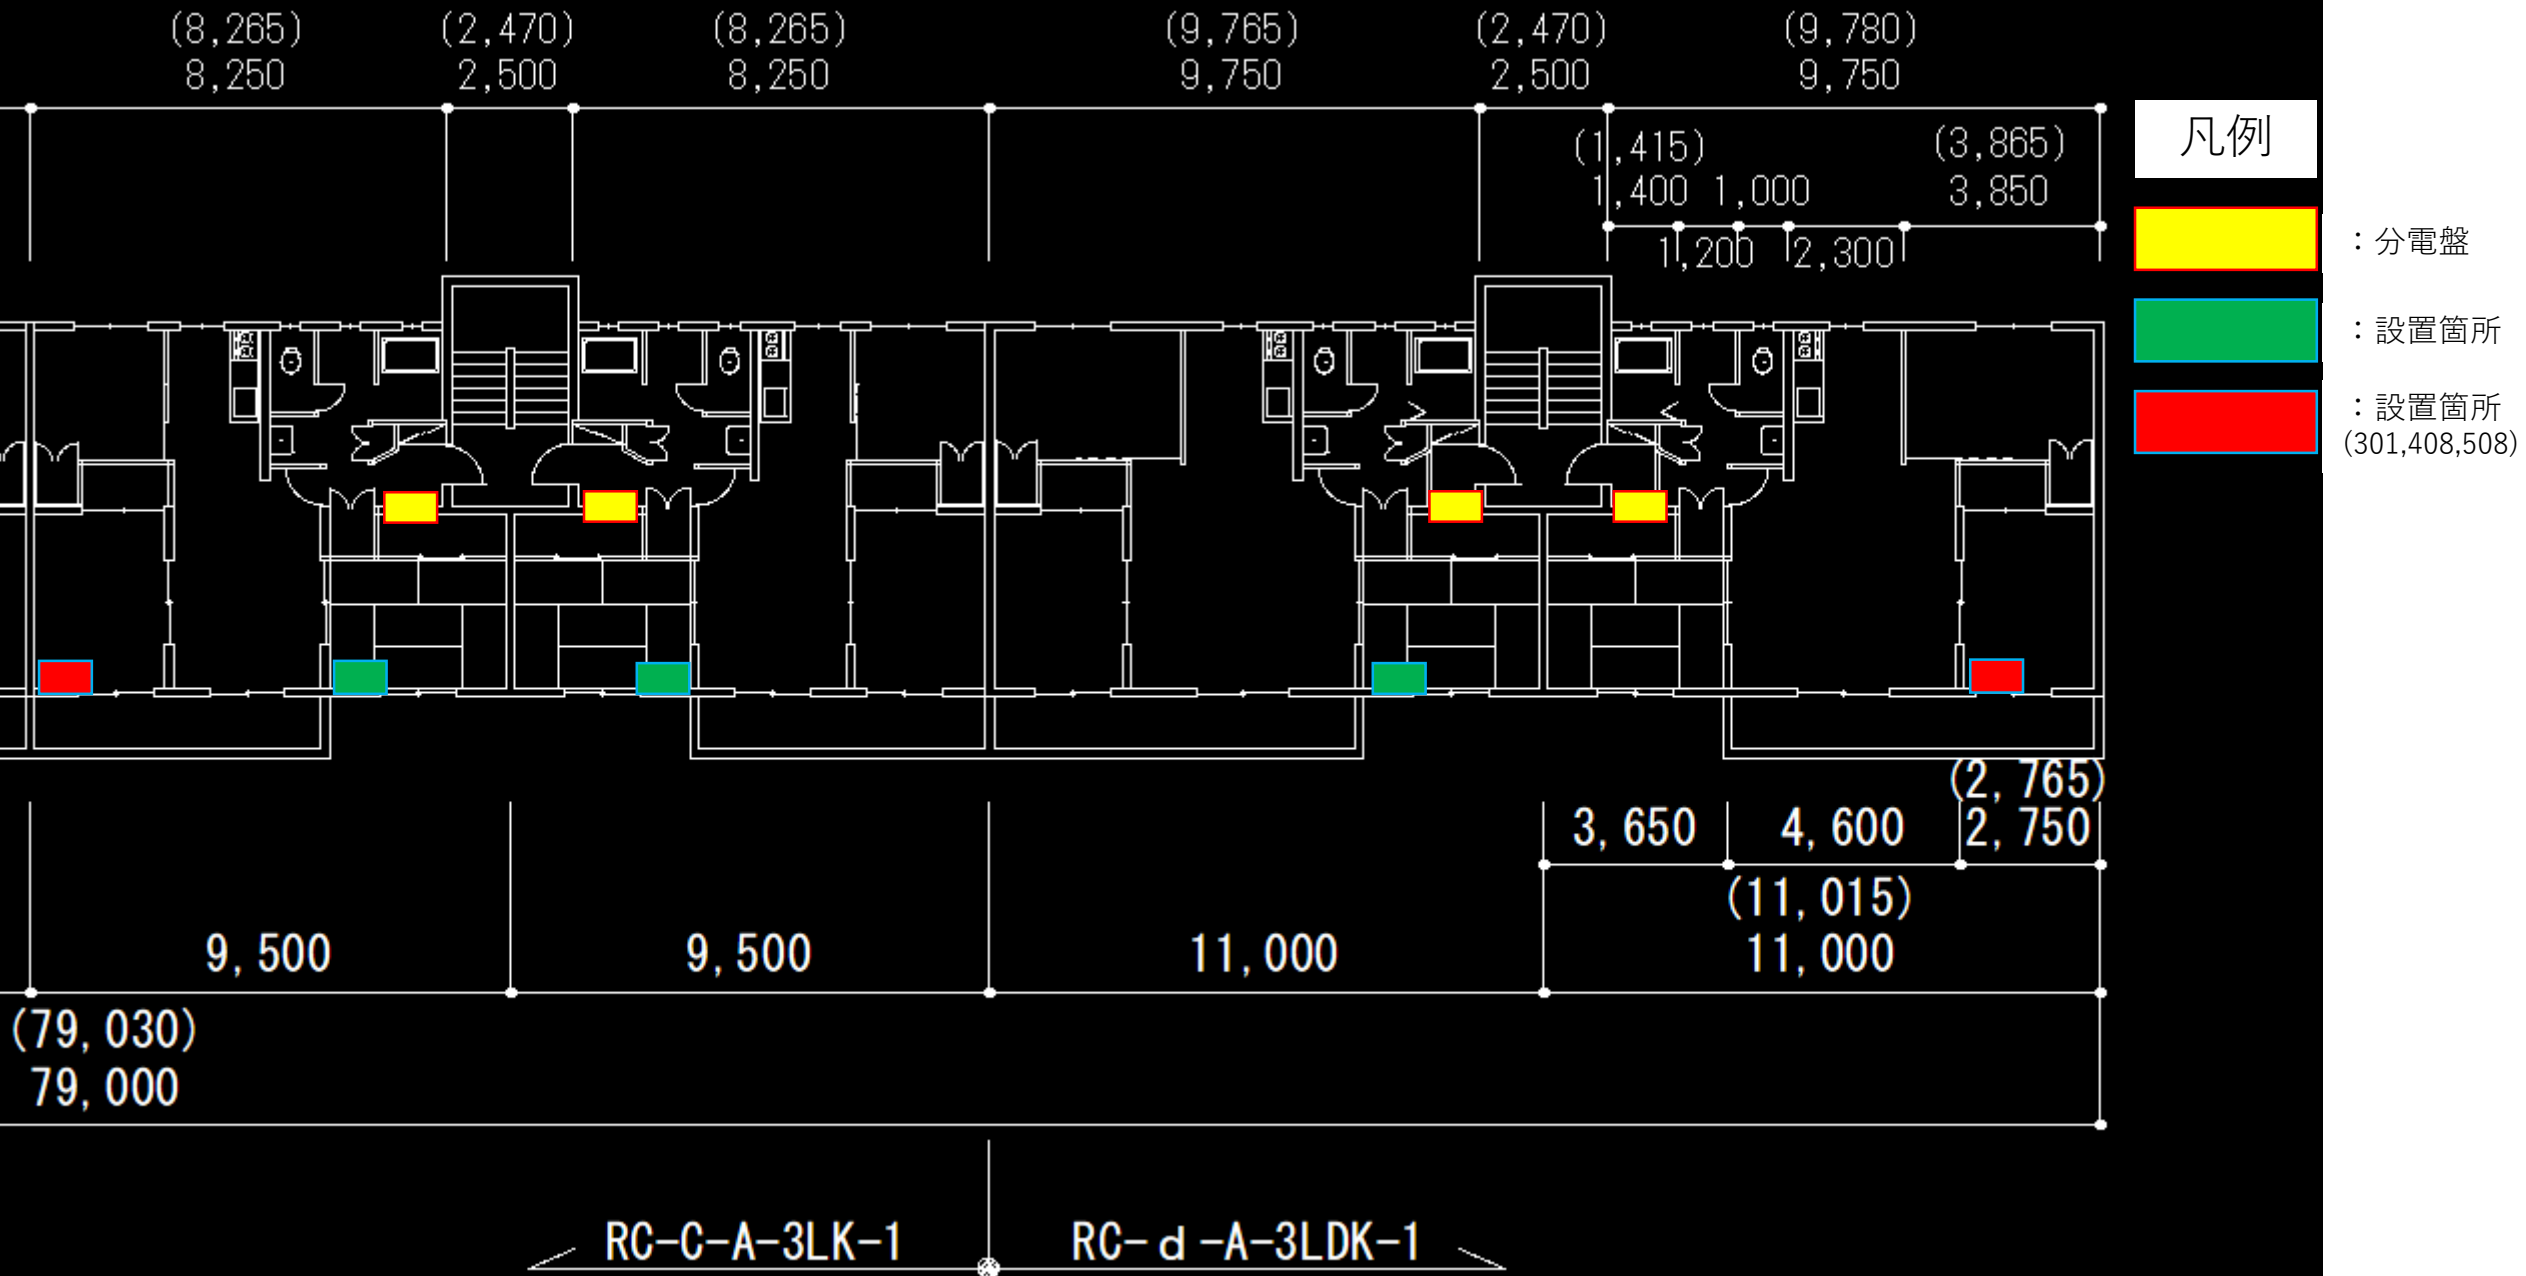 (8,265) (2,470) (8,265) (9,765) (2,470) (9,780)
8,250 2,500 8,250 9,750 2,500 9,750
凡例
(1,415) (3,865)
1,400 1,000 3,850
1,200 2,300
：分電盤
：設置箇所
：設置箇所
(301,408,508)
(2,765)
3,650 4,600 2,750
(11,015)
9,500 9,500 11,000 11,000
(79,030)
79,000
RC-C-A-3LK-1 RC-d-A-3LDK-1